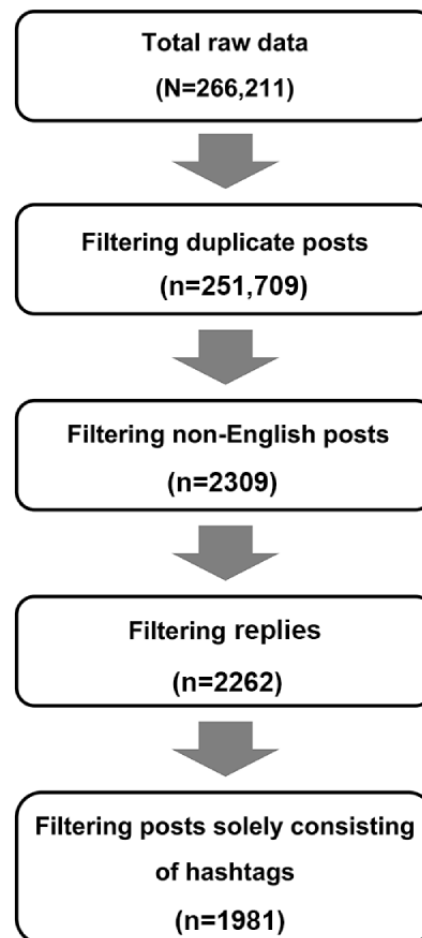 Total raw data
(N=266,211)
Filtering duplicate posts
(n=251,709)
Filtering non-English posts
(n=2309)
Filtering replies
(n=2262)
Filtering posts solely consisting
of hashtags
(n=1981)